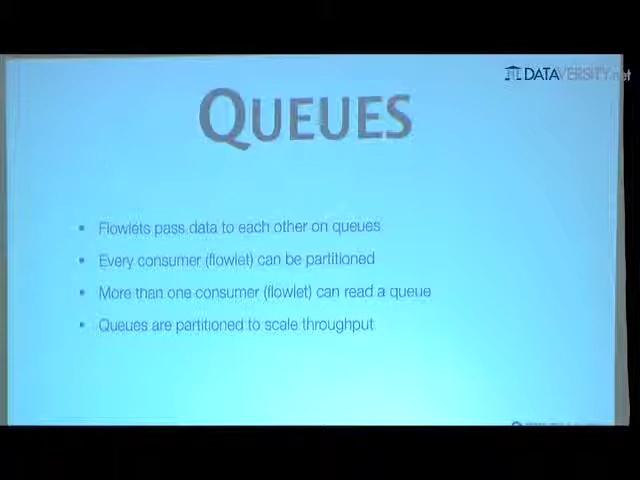 DATAVERSITY.net
QUEUES
• Flowlets pass data to each other on queues
• Every consumer (flowlet) can be partitioned
• More than one consumer (flowlet) can read a queue
• Queues are partitioned to scale throughput